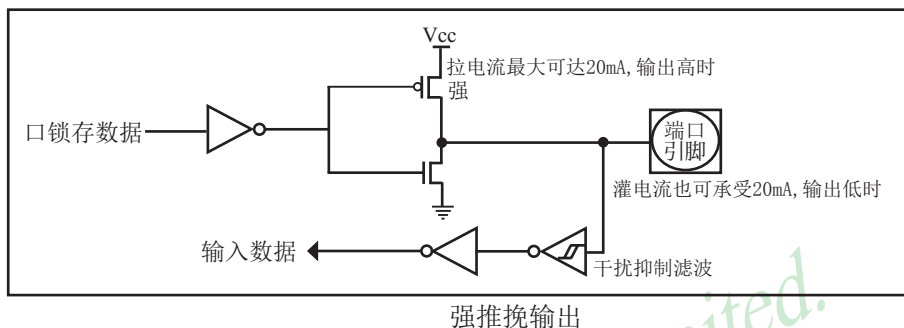 Vcc
拉电流最大可达20mA,输出高时
强
口锁存数据
端口
引脚
灌电流也可承受20mA,输出低时
输入数据
干扰抑制滤波
强推挽输出
ited.